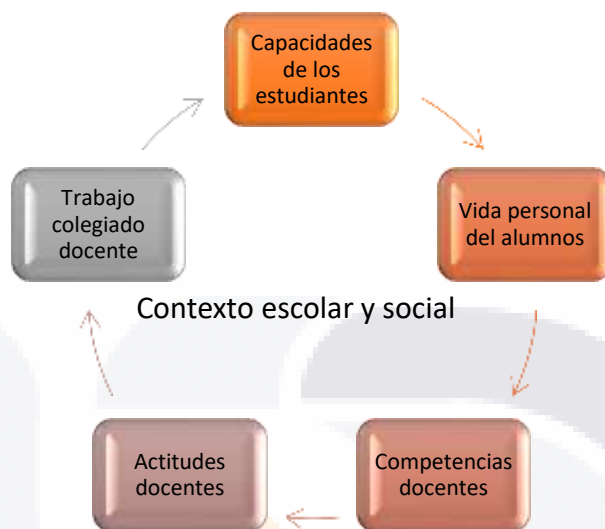 Capacidades
de los
estudiantes
Vida personal
del alumnos
Competencias
docentes
Actitudes
docentes
Trabajo
colegiado
docente
Contexto escolar y social